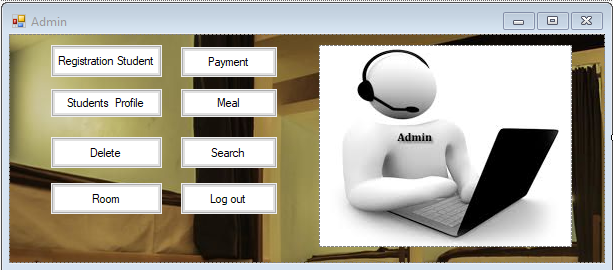 Admin
Registration Student
Payment
Students Profile
Meal
Delete
Search
Room
Log out
Admin